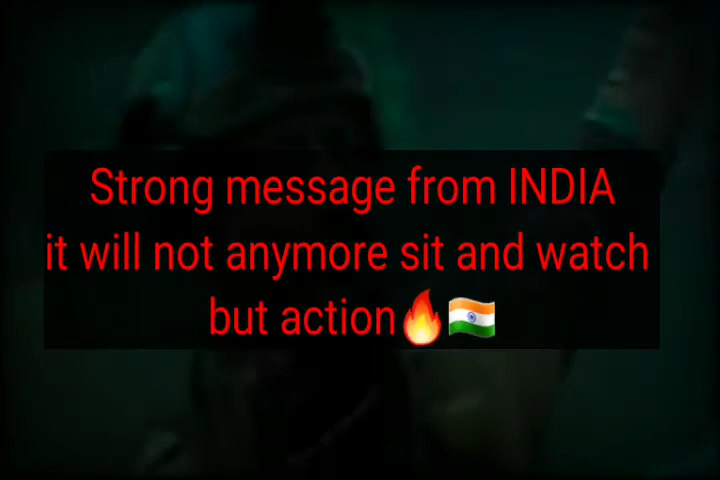 Strong message from INDIA
it will not anymore sit and watch
but action🔥🇮🇳